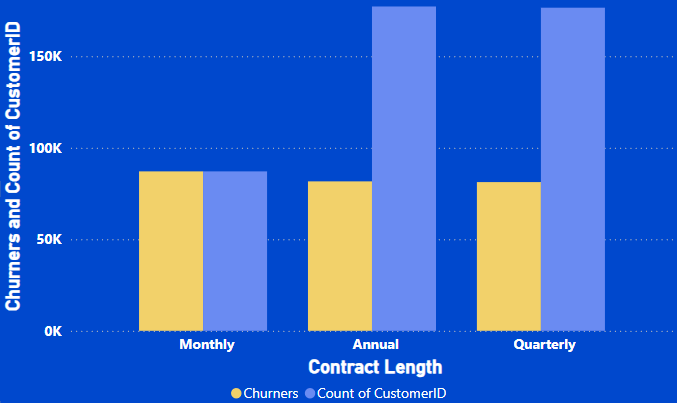 Churners and Count of CustomerID
150K
100K
50K
0K
Monthly
Annual
Quarterly
Contract Length
Churners
Count of CustomerID